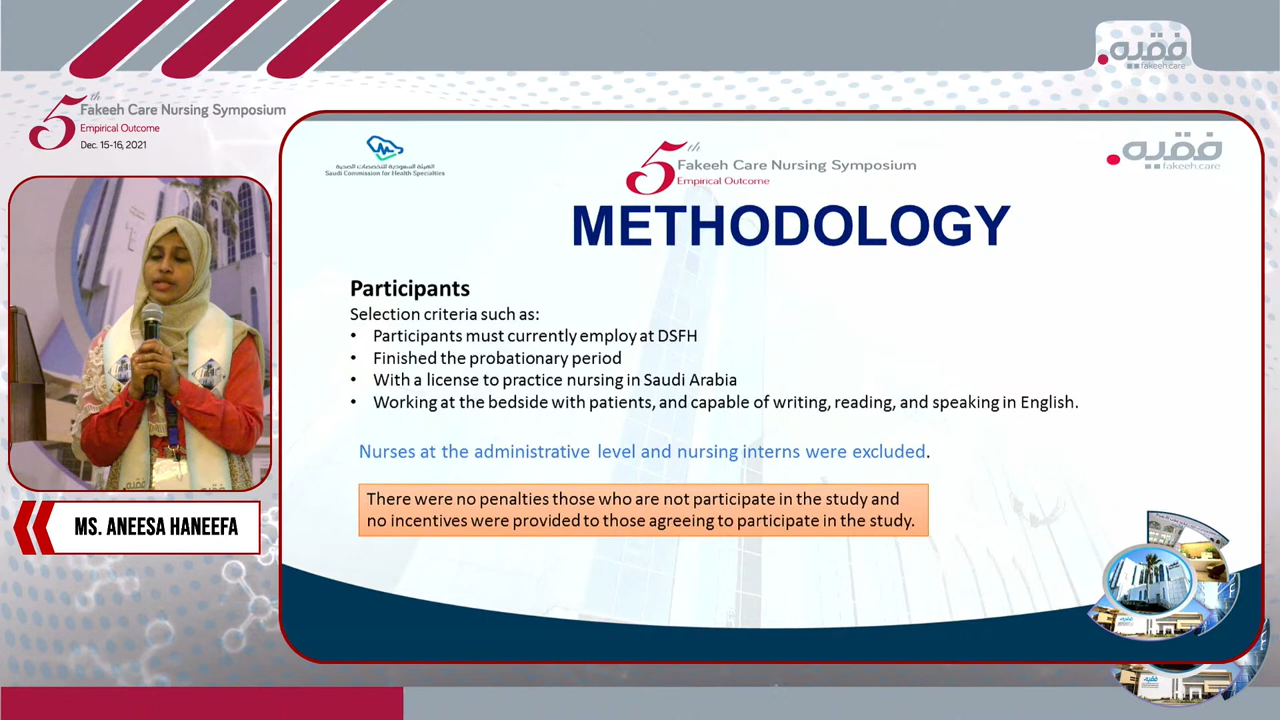 فقيه
fakeeh.care
5th
Fakeeh Care Nursing Symposium
Empirical Outcome
Dec. 15-16, 2021
الهيئة السعودية للتخصصات الصحية
Saudi Commission for Health Specialties
5th
Fakeeh Care Nursing Symposium
Empirical Outcome
فقيه
fakeeh.care
METHODOLOGY
Participants
Selection criteria such as:
• Participants must currently employ at DSFH
• Finished the probationary period
• With a license to practice nursing in Saudi Arabia
• Working at the bedside with patients, and capable of writing, reading, and speaking in English.
Nurses at the administrative level and nursing interns were excluded.
There were no penalties those who are not participate in the study and
no incentives were provided to those agreeing to participate in the study.
MS. ANEESA HANEEFA